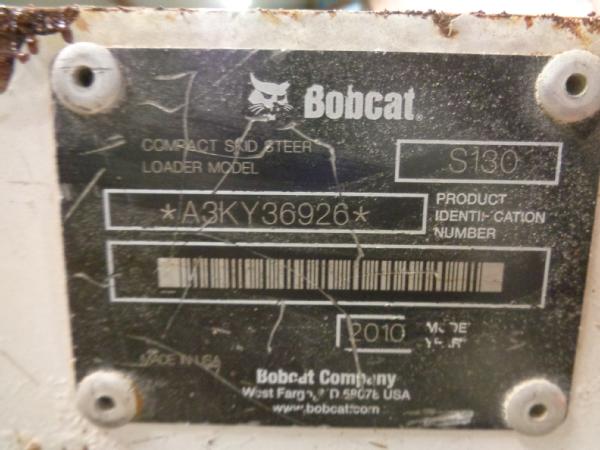 Bobcat
COMPACT SKID STEER
LOADER MODEL
S130
*A3KY36926*
PRODUCT
IDENTIFICATION
NUMBER
2010
MODEL
YEAR
MADE IN USA
Bobcat Company
West Fargo, ND 58078 USA
www.bobcat.com